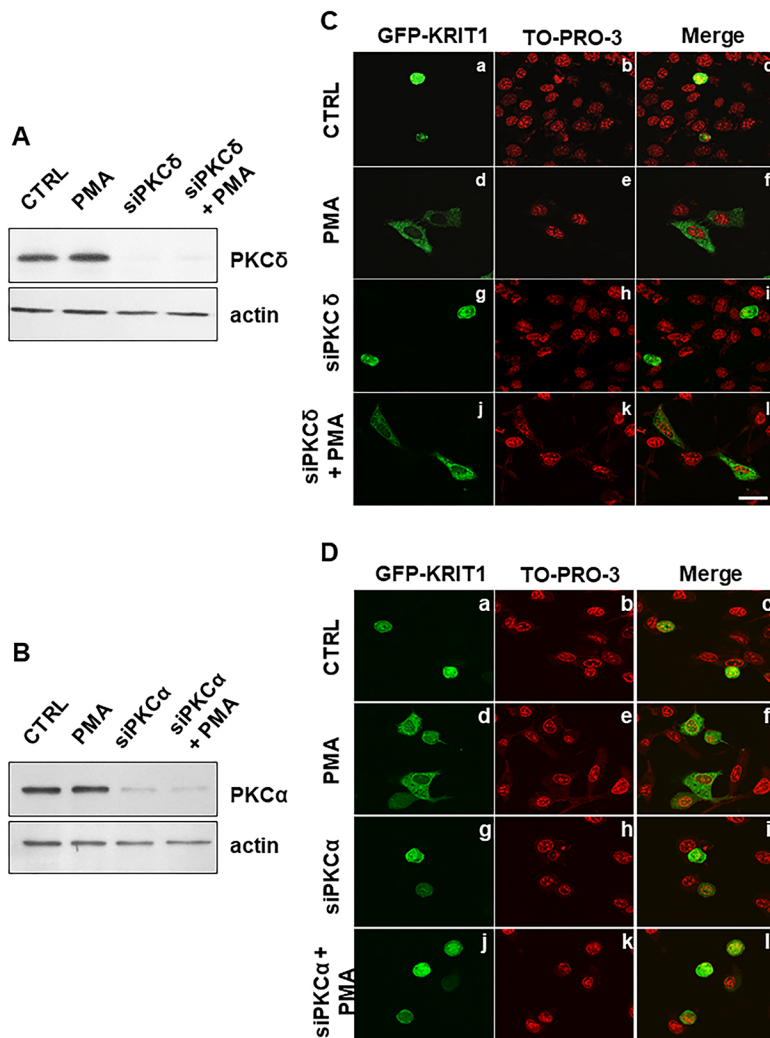 A
CTRL
PMA
siPKCδ
siPKCδ
+ PMA
PKCδ
actin
B
CTRL
PMA
siPKCα
siPKCα
+ PMA
PKCα
actin
C
GFP-KRIT1 TO-PRO-3 Merge
CTRL
a b c
PMA
d e f
siPKCδ
g h i
siPKCδ
+ PMA
j k l
D
GFP-KRIT1 TO-PRO-3 Merge
CTRL
a b c
PMA
d e f
siPKCα
g h i
siPKCα +
PMA
j k l